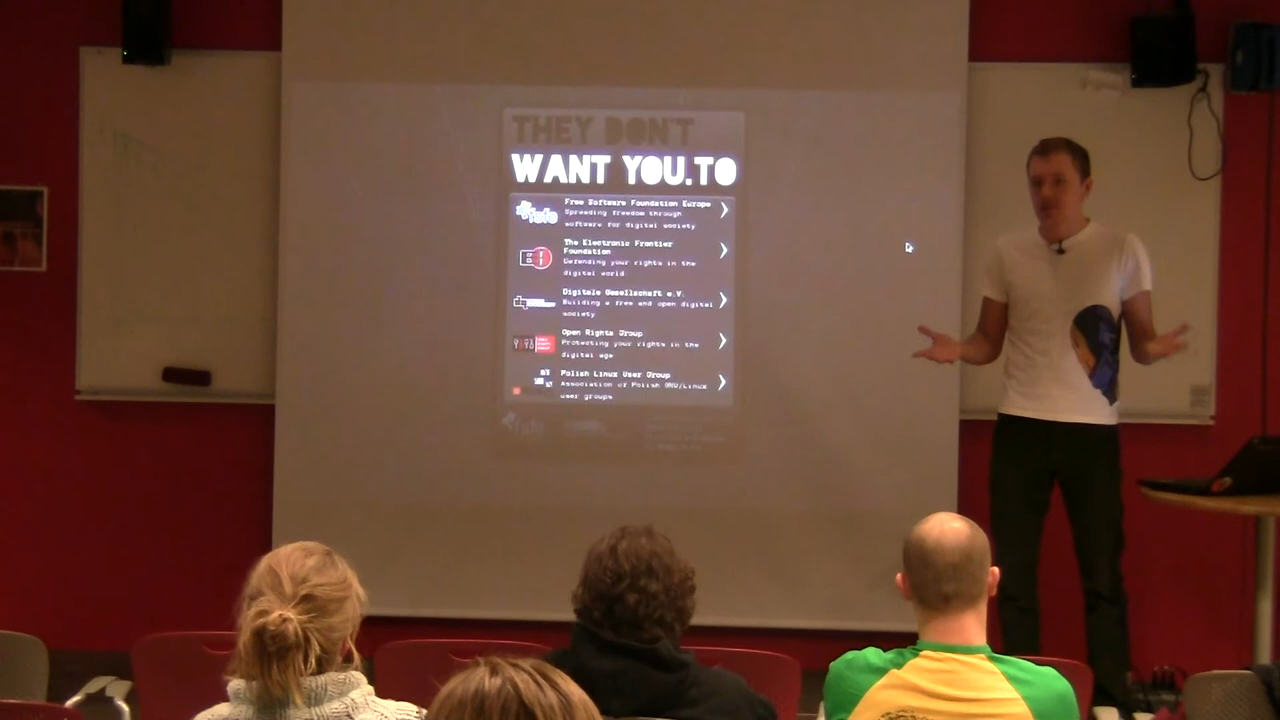 THEY DON'T
WANT YOU.TO
Free Software Foundation Europe
Spreading freedom through
software for digital society
The Electronic Frontier
Foundation
Defending your rights in the
digital world
Digitale Gesellschaft e.V.
Building a free and open digital
society
Open Rights Group
Protecting your rights in the
digital age
Polish Linux User Group
Association of Polish GNU/Linux
user groups
fsfe